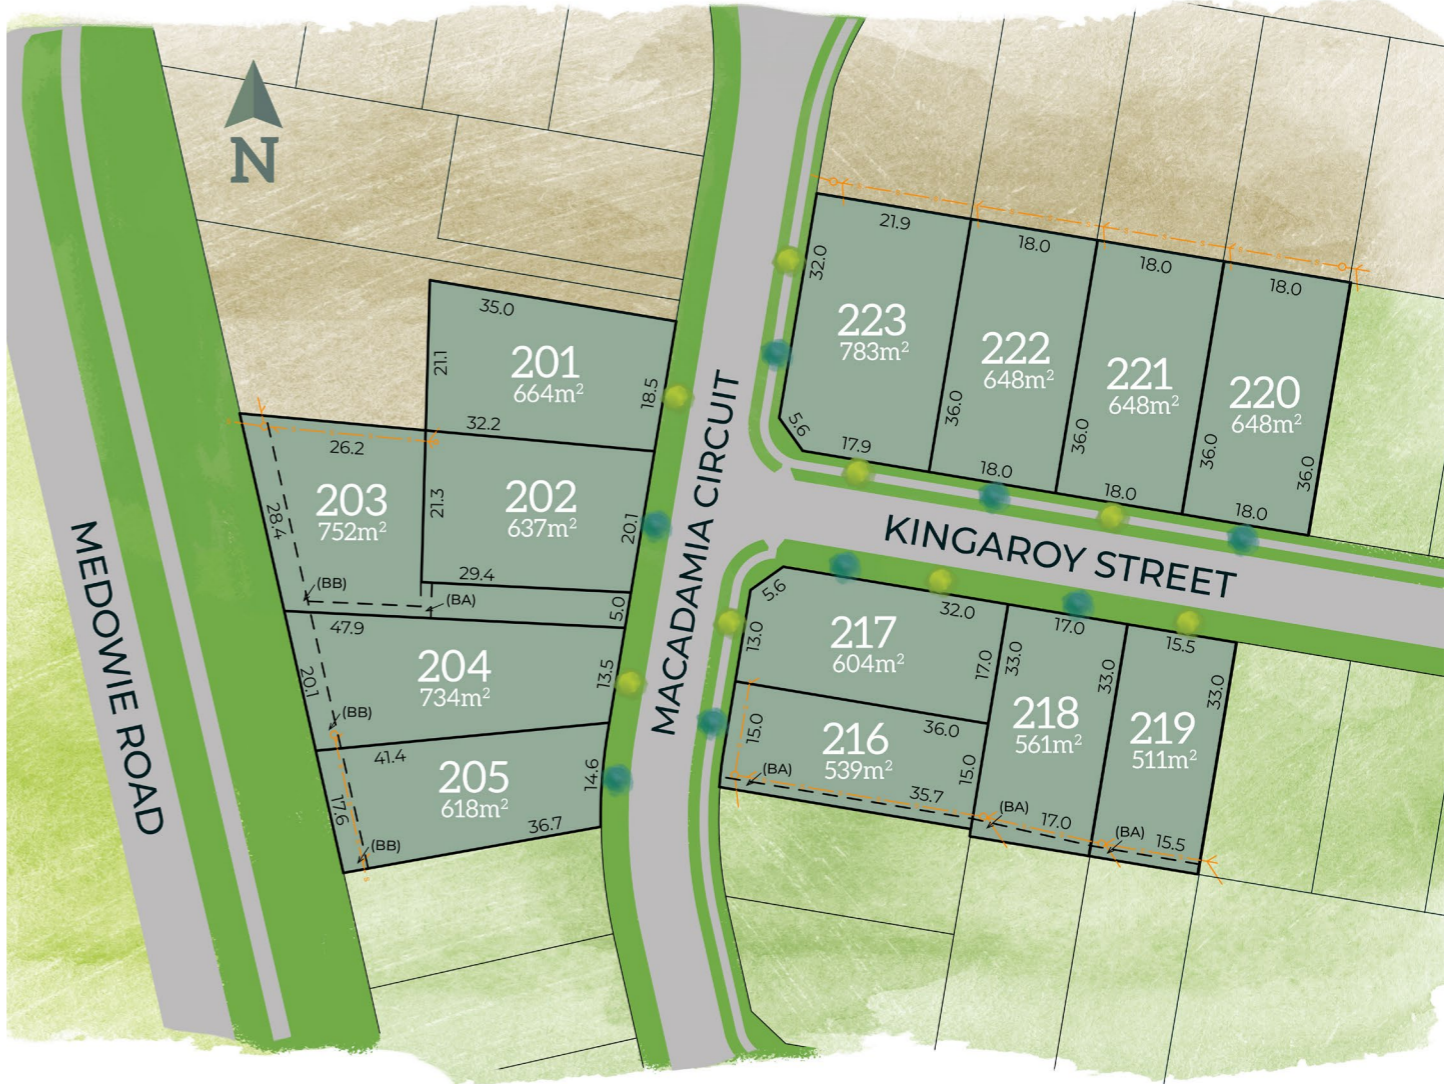 N
21.9
18.0
18.0
18.0
32.0
223
783m²
222
648m²
221
648m²
220
648m²
36.0
36.0
36.0
36.0
5.6
17.9
18.0
18.0
18.0
35.0
21.1
201
664m²
18.5
32.2
26.2
203
752m²
28.4
21.3
202
637m²
20.1
29.4
(BB)
(BA)
5.0
47.9
204
734m²
20.1
13.5
(BB)
41.4
205
618m²
17.6
14.6
36.7
(BB)
MEDOWIE ROAD
MACADAMIA CIRCUIT
KINGAROY STREET
5.6
32.0
13.0
217
604m²
17.0
17.0
15.5
33.0
33.0
33.0
218
561m²
219
511m²
36.0
15.0
216
539m²
15.0
(BA)
35.7
(BA)
17.0
(BA)
15.5